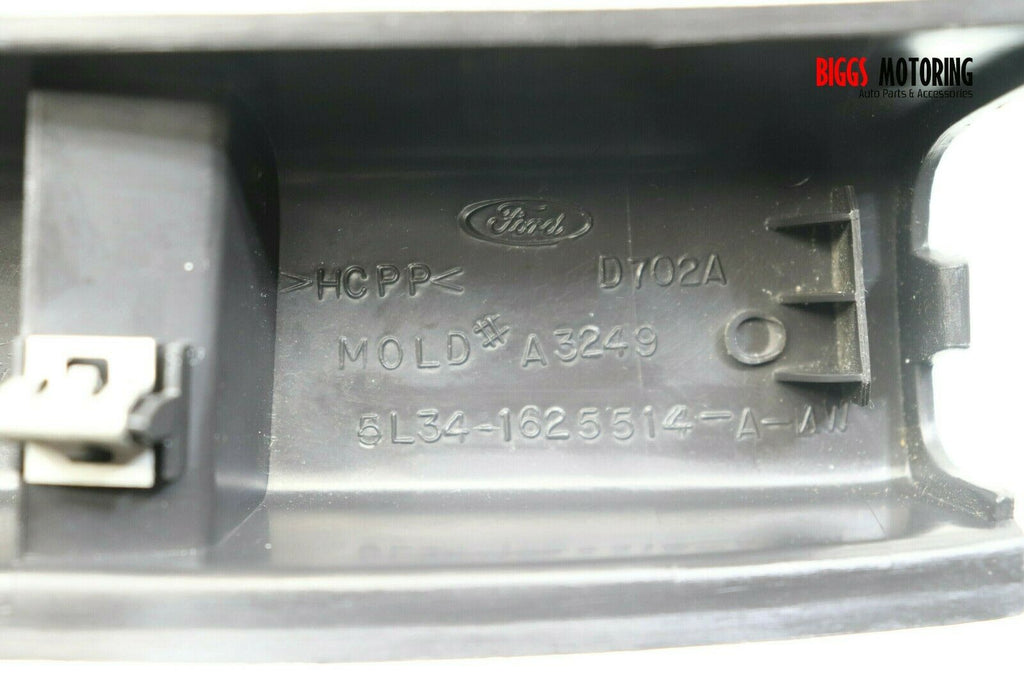 BIGGS MOTORING
Auto Parts & Accessories
Ford
>HCPP< D702A
MOLD# A3249
5L34-1625514-A-AW